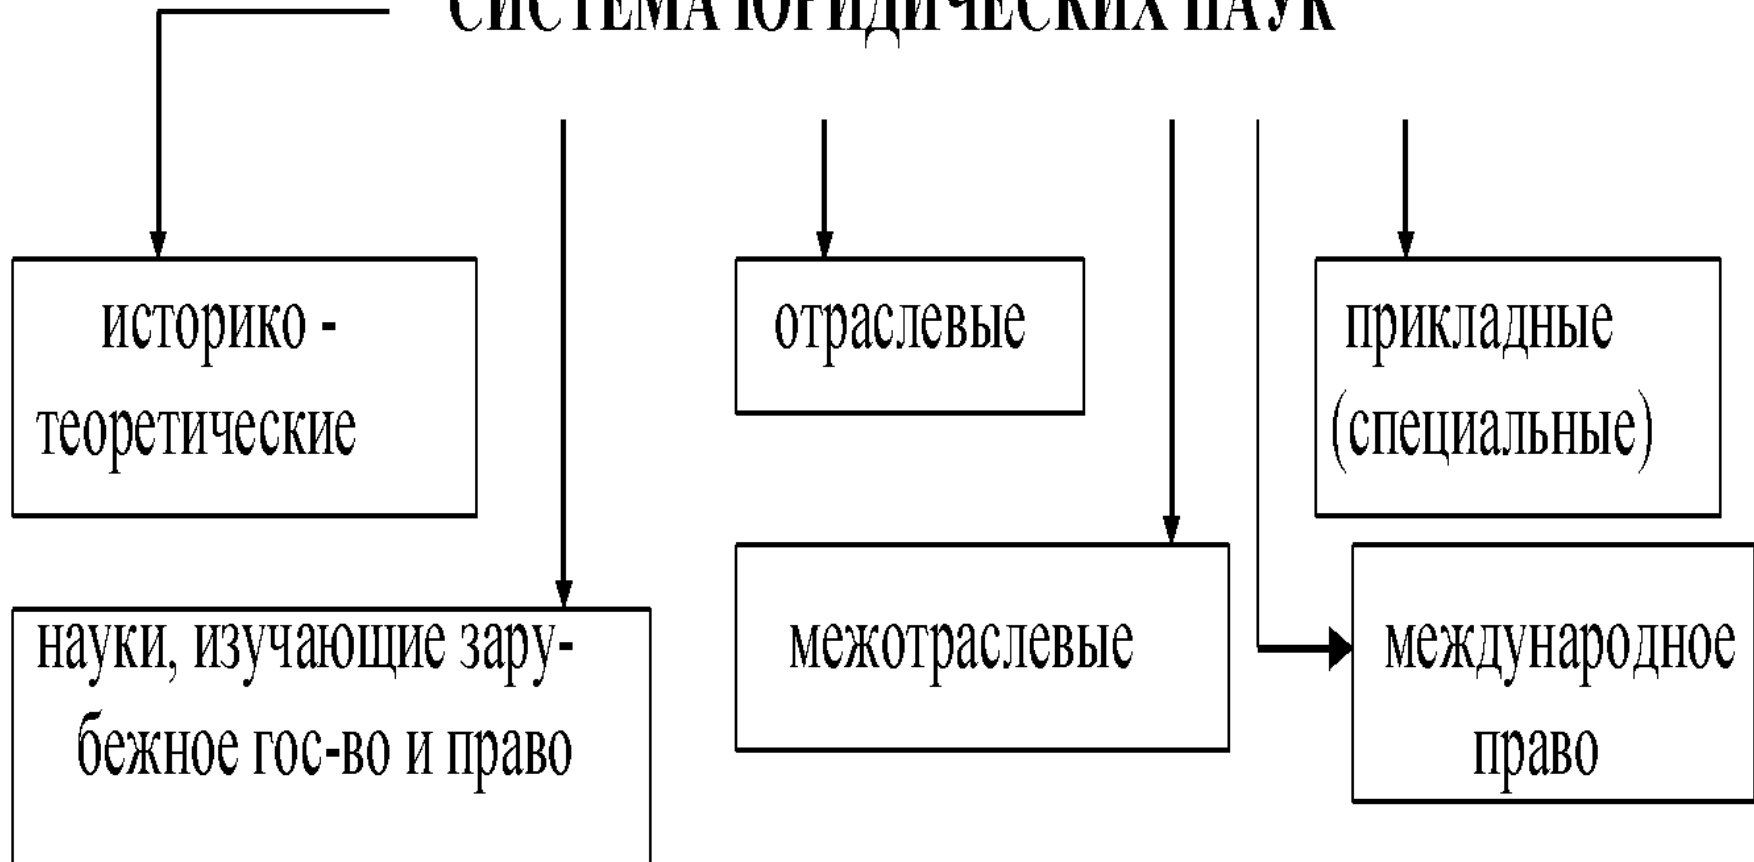 СИСТЕМА ЮРИДИЧЕСКИХ НАУК
историко -
теоретические
отраслевые
прикладные
(специальные)
науки, изучающие зару-
бежное гос-во и право
межотраслевые
международное
право